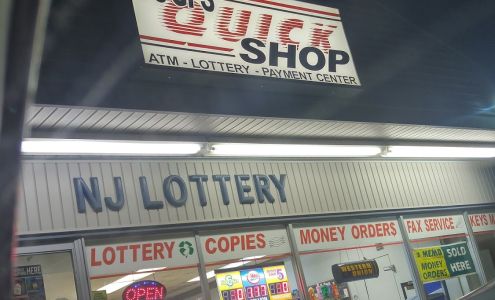 QUICK
SHOP
ATM - LOTTERY - PAYMENT CENTER
NJ LOTTERY
LOTTERY
COPIES
MONEY ORDERS
FAX SERVICE
KEYS
OPEN
WESTERN
UNION
MONEY
ORDERS
SOLD
HERE
HERE